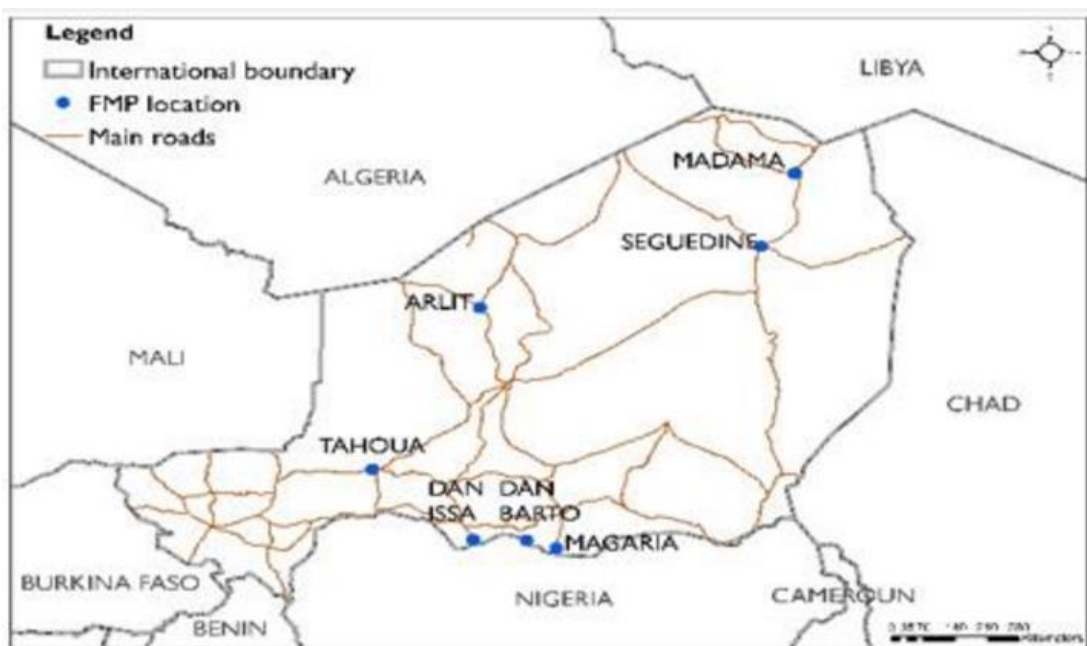 Legend
International boundary
FMP location
Main roads
LIBYA
ALGERIA
MADAMA
SEGUEDINE
ARLIT
MALI
CHAD
TAHOUA
DAN DAN
ISSA BARTO
MAGARIA
BURKINA FASO
NIGERIA
CAMEROUN
BENIN